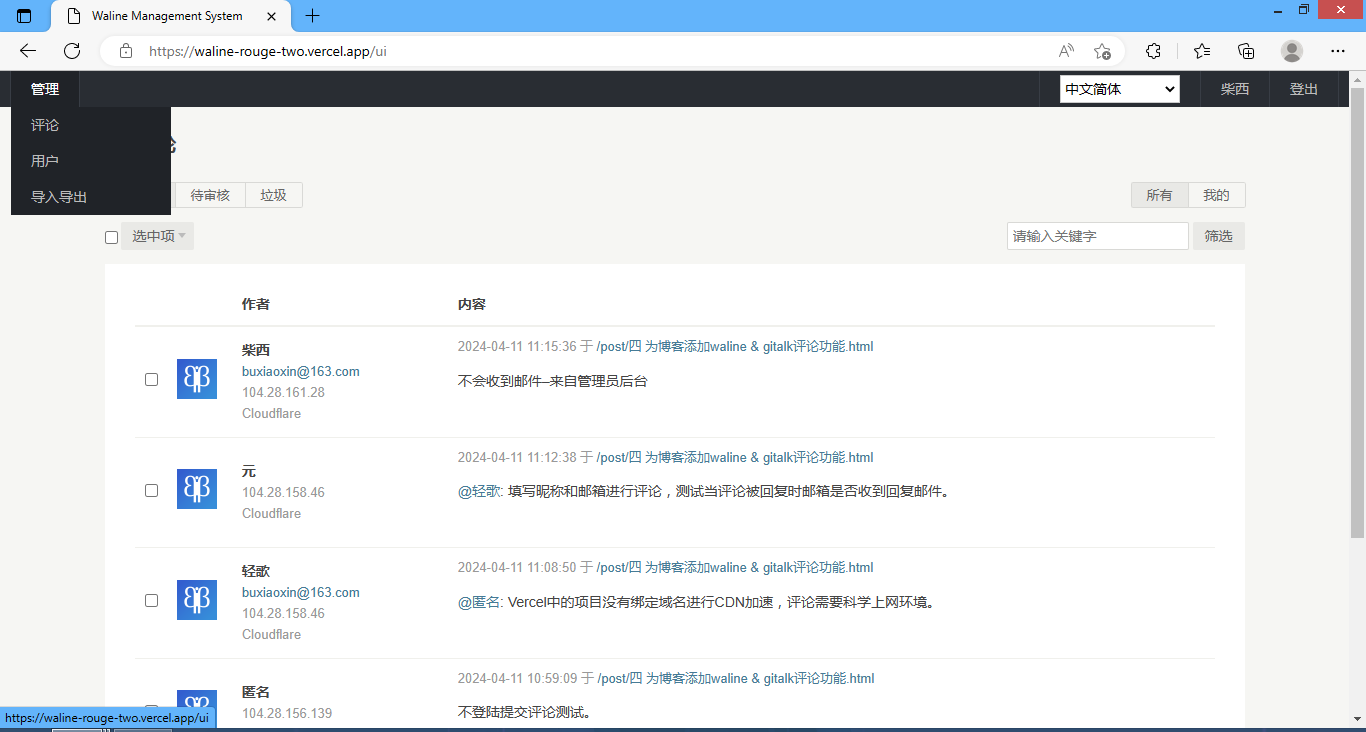 Waline Management System
https://waline-rouge-two.vercel.app/ui
管理
中文简体
柴西
登出
评论
用户
导入导出
待审核
垃圾
所有
我的
选中项
请输入关键字
筛选
作者
内容
柴西
buxiaoxin@163.com
104.28.161.28
Cloudflare
2024-04-11 11:15:36 于 /post/四 为博客添加waline & gitalk评论功能.html
不会收到邮件–来自管理员后台
元
104.28.158.46
Cloudflare
2024-04-11 11:12:38 于 /post/四 为博客添加waline & gitalk评论功能.html
@轻歌: 填写昵称和邮箱进行评论，测试当评论被回复时邮箱是否收到回复邮件。
轻歌
buxiaoxin@163.com
104.28.158.46
Cloudflare
2024-04-11 11:08:50 于 /post/四 为博客添加waline & gitalk评论功能.html
@匿名: Vercel中的项目没有绑定域名进行CDN加速，评论需要科学上网环境。
匿名
104.28.156.139
2024-04-11 10:59:09 于 /post/四 为博客添加waline & gitalk评论功能.html
不登陆提交评论测试。
https://waline-rouge-two.vercel.app/ui